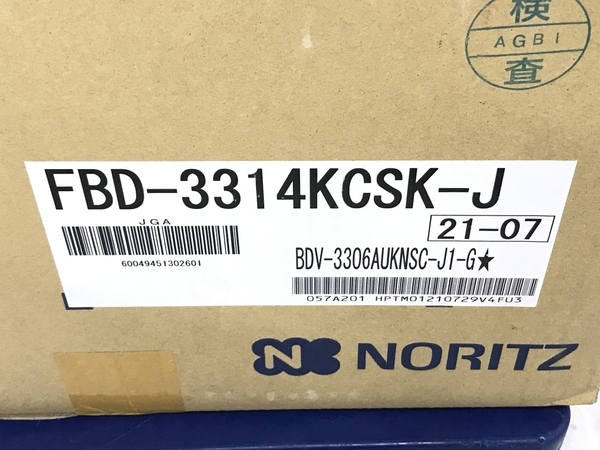 検
AGBI
査
FBD-3314KCSK-J
21-07
JGA
60049451302601
BDV-3306AUKNSC-J1-G★
057A201 HPTM01210729V4FU3
NORITZ